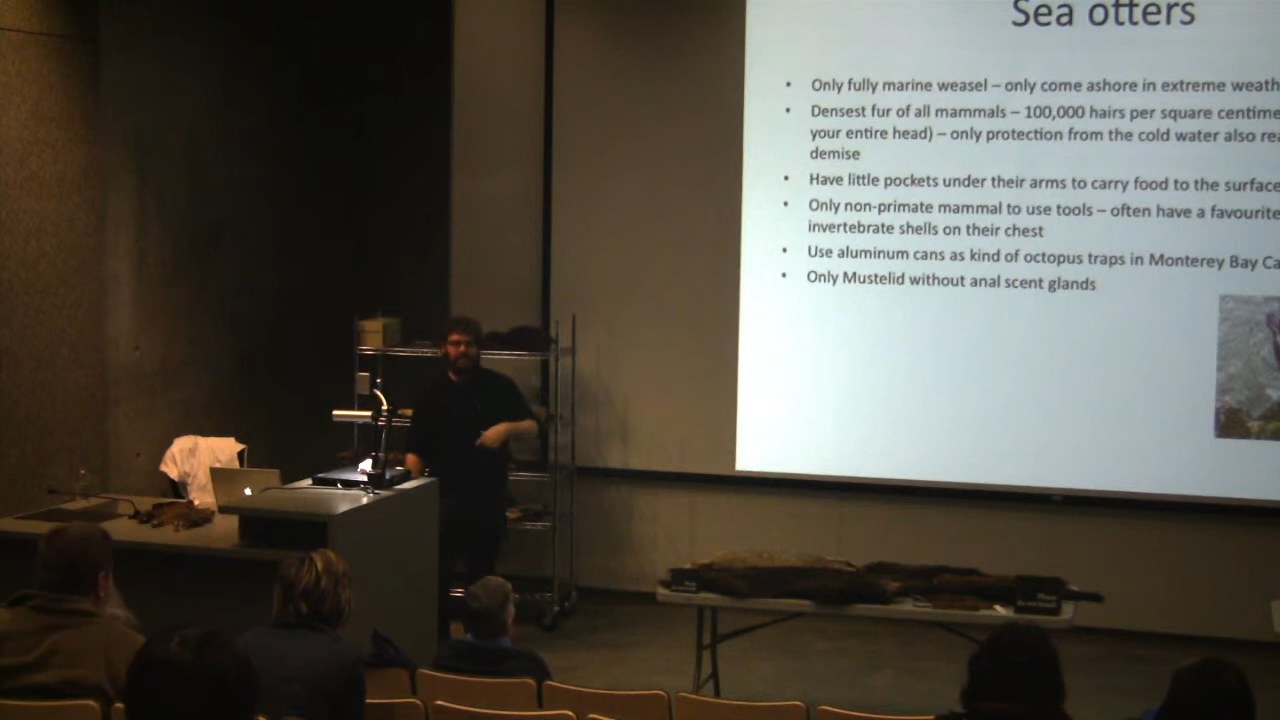 Sea otters
• Only fully marine weasel – only come ashore in extreme weath
• Densest fur of all mammals – 100,000 hairs per square centime
your entire head) – only protection from the cold water also rea
demise
• Have little pockets under their arms to carry food to the surface
• Only non-primate mammal to use tools – often have a favourite
invertebrate shells on their chest
• Use aluminum cans as kind of octopus traps in Monterey Bay Ca
• Only Mustelid without anal scent glands